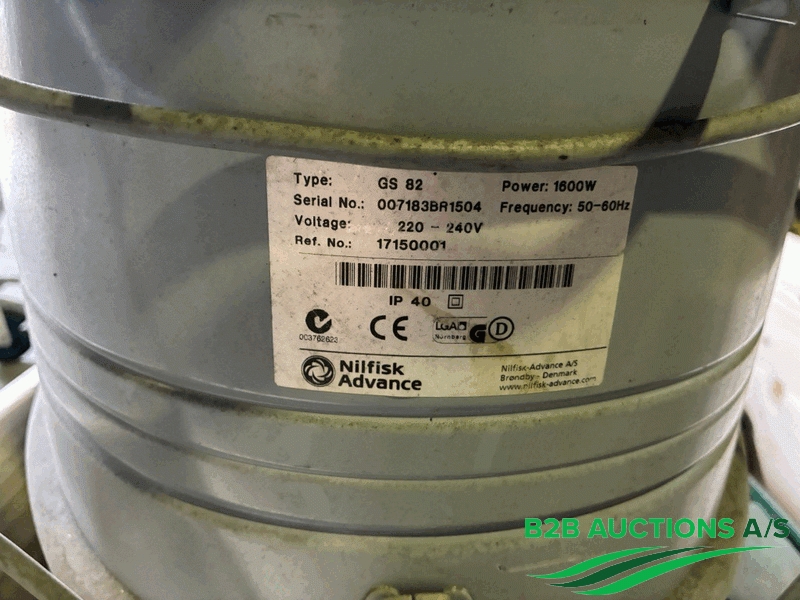 Type: GS 82 Power: 1600W
Serial No.: 007183BR1504 Frequency: 50-60Hz
Voltage: 220 - 240V
Ref. No.: 17150001
IP 40
003762623
CE
LGA
Nürnberg
G
D
Nilfisk
Advance
Nilfisk-Advance A/S
Brøndby - Denmark
www.nilfisk-advance.com
B2B AUCTIONS A/S